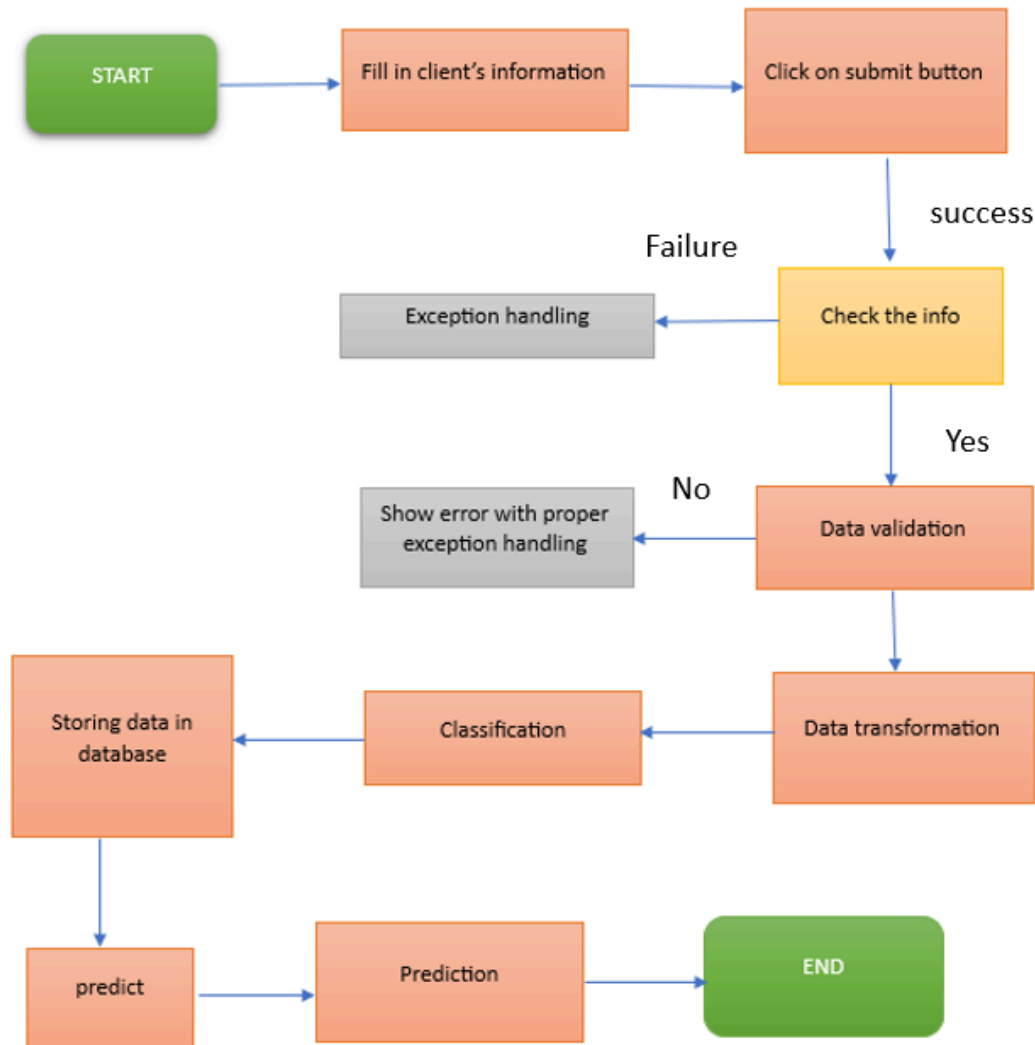 START
Fill in client's information
Click on submit button
success
Failure
Exception handling
Check the info
Yes
No
Show error with proper
exception handling
Data validation
Storing data in
database
Classification
Data transformation
predict
Prediction
END